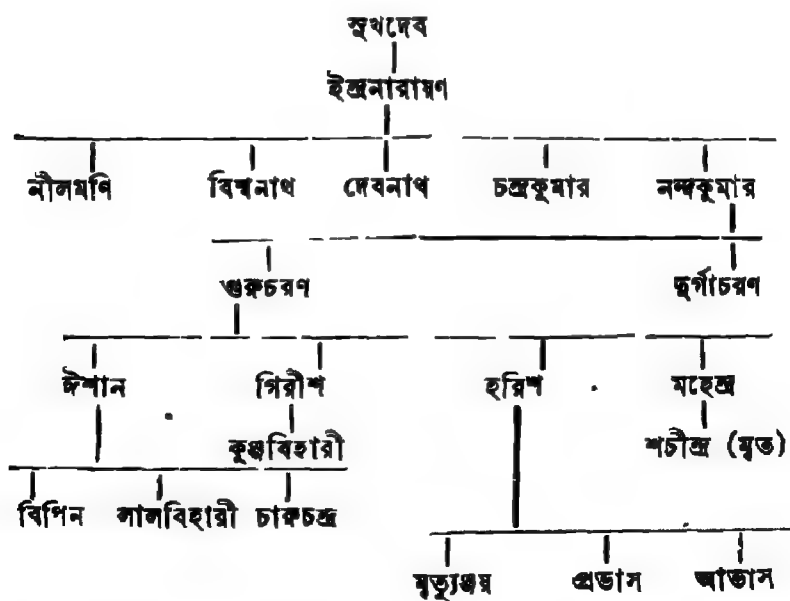 সুখদেব
ইন্দ্রনারায়ণ
নীলমণি বিশ্বনাথ দেবনাথ চন্দ্রকুমার নন্দকুমার
গুরুচরণ দুর্গাচরণ
ঈশান গিরীশ হরিশ মহেন্দ্র
কুঞ্জবিহারী শচীন্দ্র (মৃত)
বিপিন লালবিহারী চারুচন্দ্র
মৃত্যুঞ্জয় প্রভাস আভাস